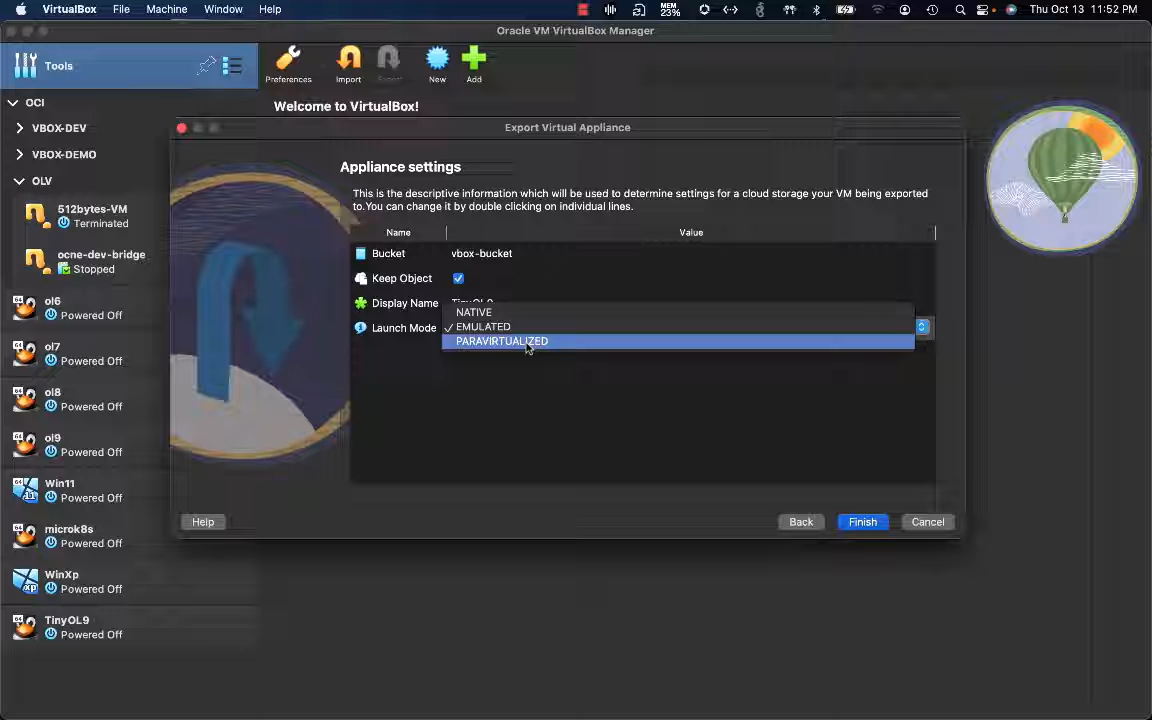 VirtualBox File Machine Window Help MEM 23% Thu Oct 13 11:52 PM
Oracle VM VirtualBox Manager
Tools
Preferences Import Export New Add
Welcome to VirtualBox!
OCI
VBOX-DEV
VBOX-DEMO
OLV
512bytes-VM
Terminated
ocne-dev-bridge
Stopped
ol6
Powered Off
ol7
Powered Off
ol8
Powered Off
ol9
Powered Off
Win11
Powered Off
microk8s
Powered Off
WinXp
Powered Off
TinyOL9
Powered Off
Export Virtual Appliance
Appliance settings
This is the descriptive information which will be used to determine settings for a cloud storage your VM being exported
to.You can change it by double clicking on individual lines.
Name Value
Bucket vbox-bucket
Keep Object
Display Name TinyOL9
Launch Mode
NATIVE
EMULATED
PARAVIRTUALIZED
Help Back Finish Cancel